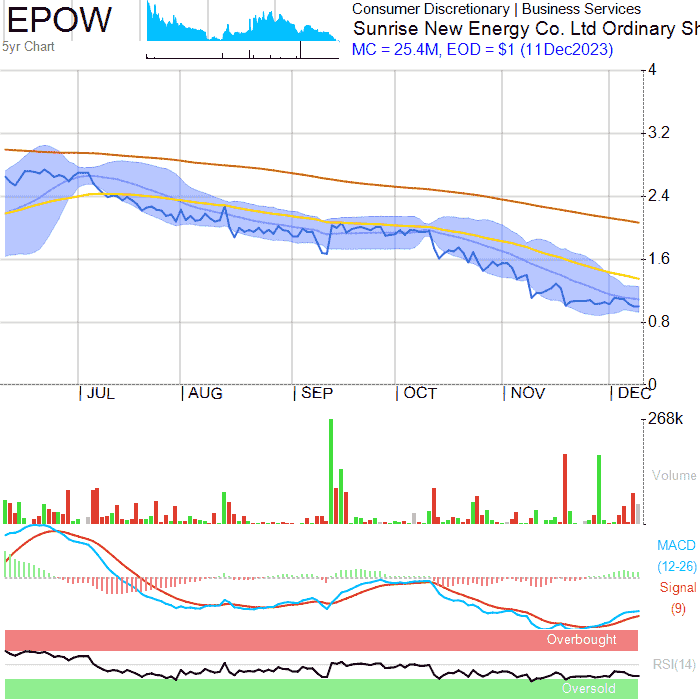 EPOW
5yr Chart
Consumer Discretionary | Business Services
Sunrise New Energy Co. Ltd Ordinary Sh
MC = 25.4M, EOD = $1 (11Dec2023)
4
3.2
2.4
1.6
0.8
0
| JUL | AUG | SEP | OCT | NOV | DEC
268k
Volume
MACD
(12-26)
Signal
(9)
Overbought
RSI(14)
Oversold